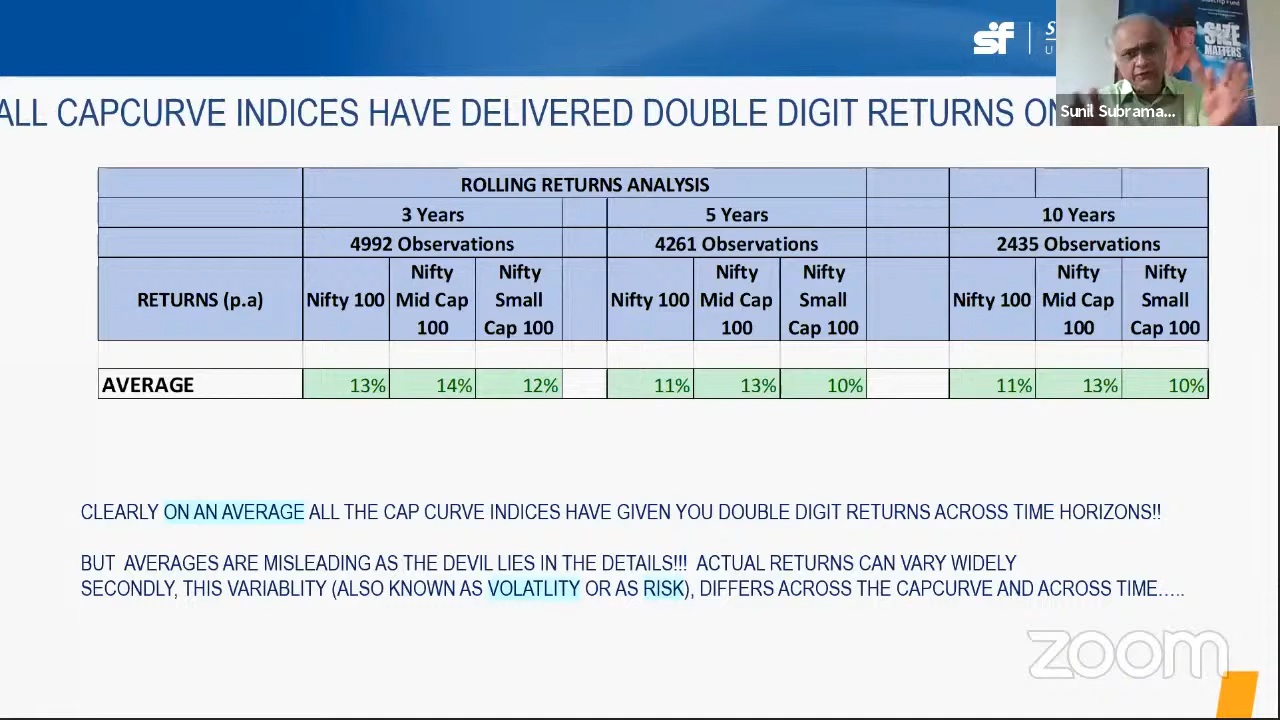 sf
SIZE
MATTERS
Sunil Subrama...
ALL CAPCURVE INDICES HAVE DELIVERED DOUBLE DIGIT RETURNS ON
ROLLING RETURNS ANALYSIS
3 Years 5 Years 10 Years
4992 Observations 4261 Observations 2435 Observations
RETURNS (p.a) Nifty 100 Nifty Mid Cap 100 Nifty Small Cap 100 Nifty 100 Nifty Mid Cap 100 Nifty Small Cap 100 Nifty 100 Nifty Mid Cap 100 Nifty Small Cap 100
AVERAGE 13% 14% 12% 11% 13% 10% 11% 13% 10%
CLEARLY ON AN AVERAGE ALL THE CAP CURVE INDICES HAVE GIVEN YOU DOUBLE DIGIT RETURNS ACROSS TIME HORIZONS!!
BUT AVERAGES ARE MISLEADING AS THE DEVIL LIES IN THE DETAILS!!! ACTUAL RETURNS CAN VARY WIDELY
SECONDLY, THIS VARIABLITY (ALSO KNOWN AS VOLATLITY OR AS RISK), DIFFERS ACROSS THE CAPCURVE AND ACROSS TIME.....
zoom